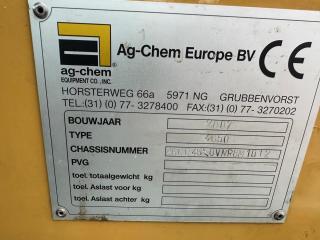 Ag-Chem Europe BV CE
ag-chem
EQUIPMENT CO., INC.
HORSTERWEG 66a 5971 NG GRUBBENVORST
TEL.:(31) (0) 77- 3278400 FAX:(31) (0) 77- 3270202
BOUWJAAR
TYPE
CHASSISNUMMER
PVG
toel. totaalgewicht kg
toel. Aslast voor kg
toel. Aslast achter kg